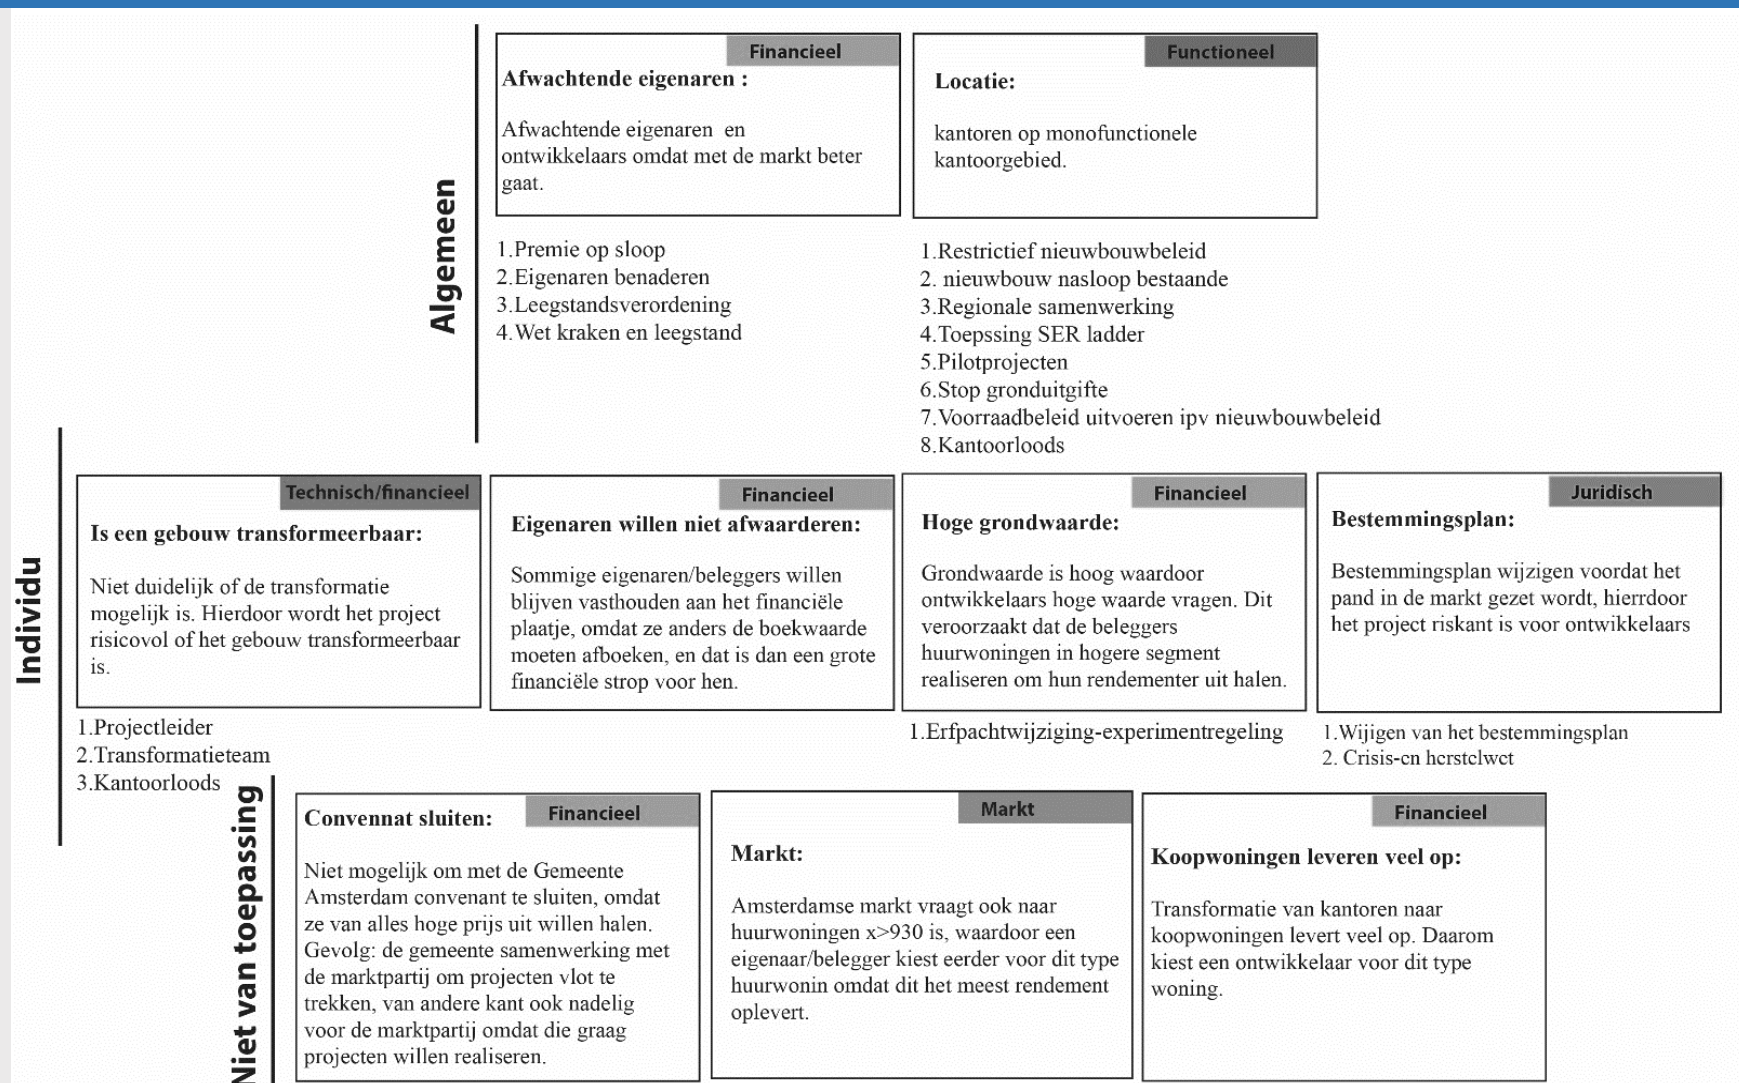 Algemeen
Financieel
Afwachtende eigenaren :
Afwachtende eigenaren en
ontwikkelaars omdat met de markt beter
gaat.
1.Premie op sloop
2.Eigenaren benaderen
3.Leegstandsverordening
4.Wet kraken en leegstand
Functioneel
Locatie:
kantoren op monofunctionele
kantoorgebied.
1.Restrictief nieuwbouwbeleid
2. nieuwbouw nasloop bestaande
3.Regionale samenwerking
4.Toepssing SER ladder
5.Pilotprojecten
6.Stop gronduitgifte
7.Voorraadbeleid uitvoeren ipv nieuwbouwbeleid
8.Kantoorloods
Individu
Technisch/financieel
Is een gebouw transformeerbaar:
Niet duidelijk of de transformatie
mogelijk is. Hierdoor wordt het project
risicovol of het gebouw transformeerbaar
is.
1.Projectleider
2.Transformatieteam
3.Kantoorloods
Financieel
Eigenaren willen niet afwaarderen:
Sommige eigenaren/beleggers willen
blijven vasthouden aan het financiële
plaatje, omdat ze anders de boekwaarde
moeten afboeken, en dat is dan een grote
financiële strop voor hen.
Financieel
Hoge grondwaarde:
Grondwaarde is hoog waardoor
ontwikkelaars hoge waarde vragen. Dit
veroorzaakt dat de beleggers
huurwoningen in hogere segment
realiseren om hun rendementer uit halen.
1.Erfpachtwijziging-experimentregeling
Juridisch
Bestemmingsplan:
Bestemmingsplan wijzigen voordat het
pand in de markt gezet wordt, hierrdoor
het project riskant is voor ontwikkelaars
1.Wijigen van het bestemmingsplan
2. Crisis-en herstelwet
Niet van toepassing
Financieel
Convennat sluiten:
Niet mogelijk om met de Gemeente
Amsterdam convenant te sluiten, omdat
ze van alles hoge prijs uit willen halen.
Gevolg: de gemeente samenwerking met
de marktpartij om projecten vlot te
trekken, van andere kant ook nadelig
voor de marktpartij omdat die graag
projecten willen realiseren.
Markt
Markt:
Amsterdamse markt vraagt ook naar
huurwoningen x>930 is, waardoor een
eigenaar/belegger kiest eerder voor dit type
huurwonin omdat dit het meest rendement
oplevert.
Financieel
Koopwoningen leveren veel op:
Transformatie van kantoren naar
koopwoningen levert veel op. Daarom
kiest een ontwikkelaar voor dit type
woning.